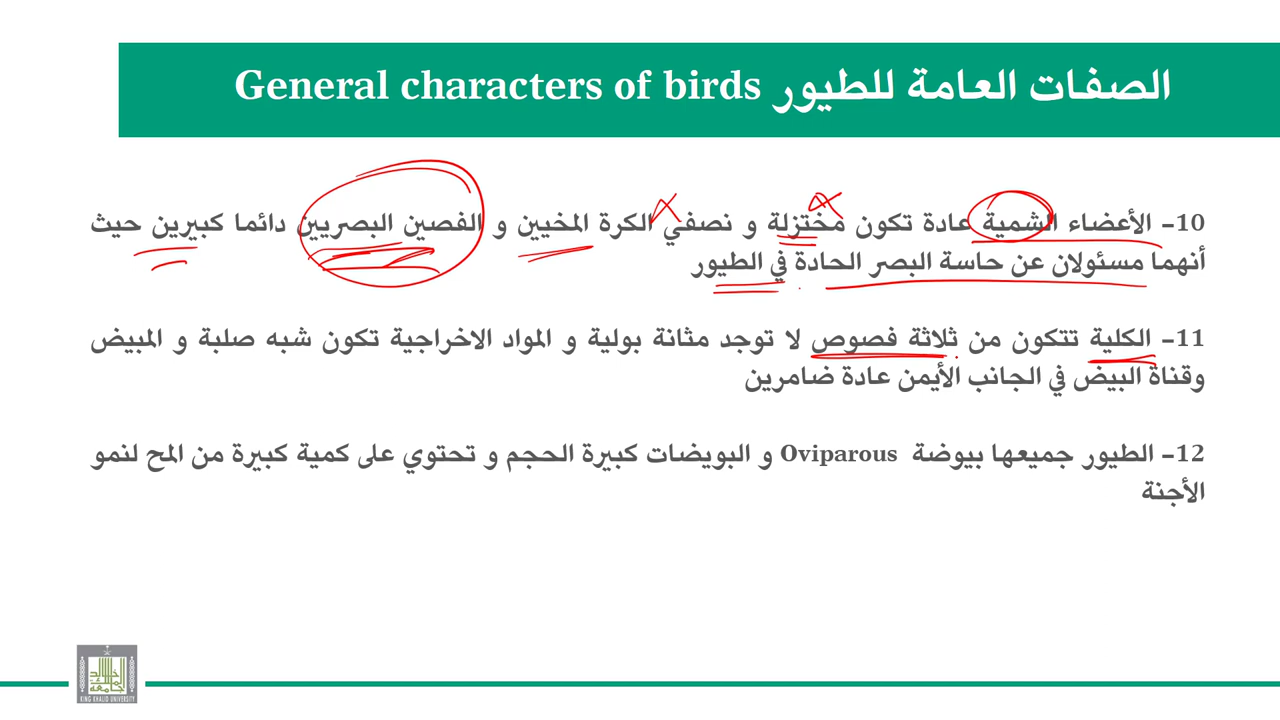 الصفات العامة للطيور General characters of birds
10- الأعضاء الشمية عادة تكون مختزلة و نصفي الكرة المخيين و الفصين البصريين دائما كبيرين حيث
أنهما مسئولان عن حاسة البصر الحادة في الطيور
11- الكلية تتكون من ثلاثة فصوص لا توجد مثانة بولية و المواد الاخراجية تكون شبه صلبة و المبيض
وقناة البيض في الجانب الأيمن عادة ضامرين
12- الطيور جميعها بيوضة Oviparous و البويضات كبيرة الحجم و تحتوي على كمية كبيرة من المح لنمو
الأجنة
KING KHALID UNIVERSITY